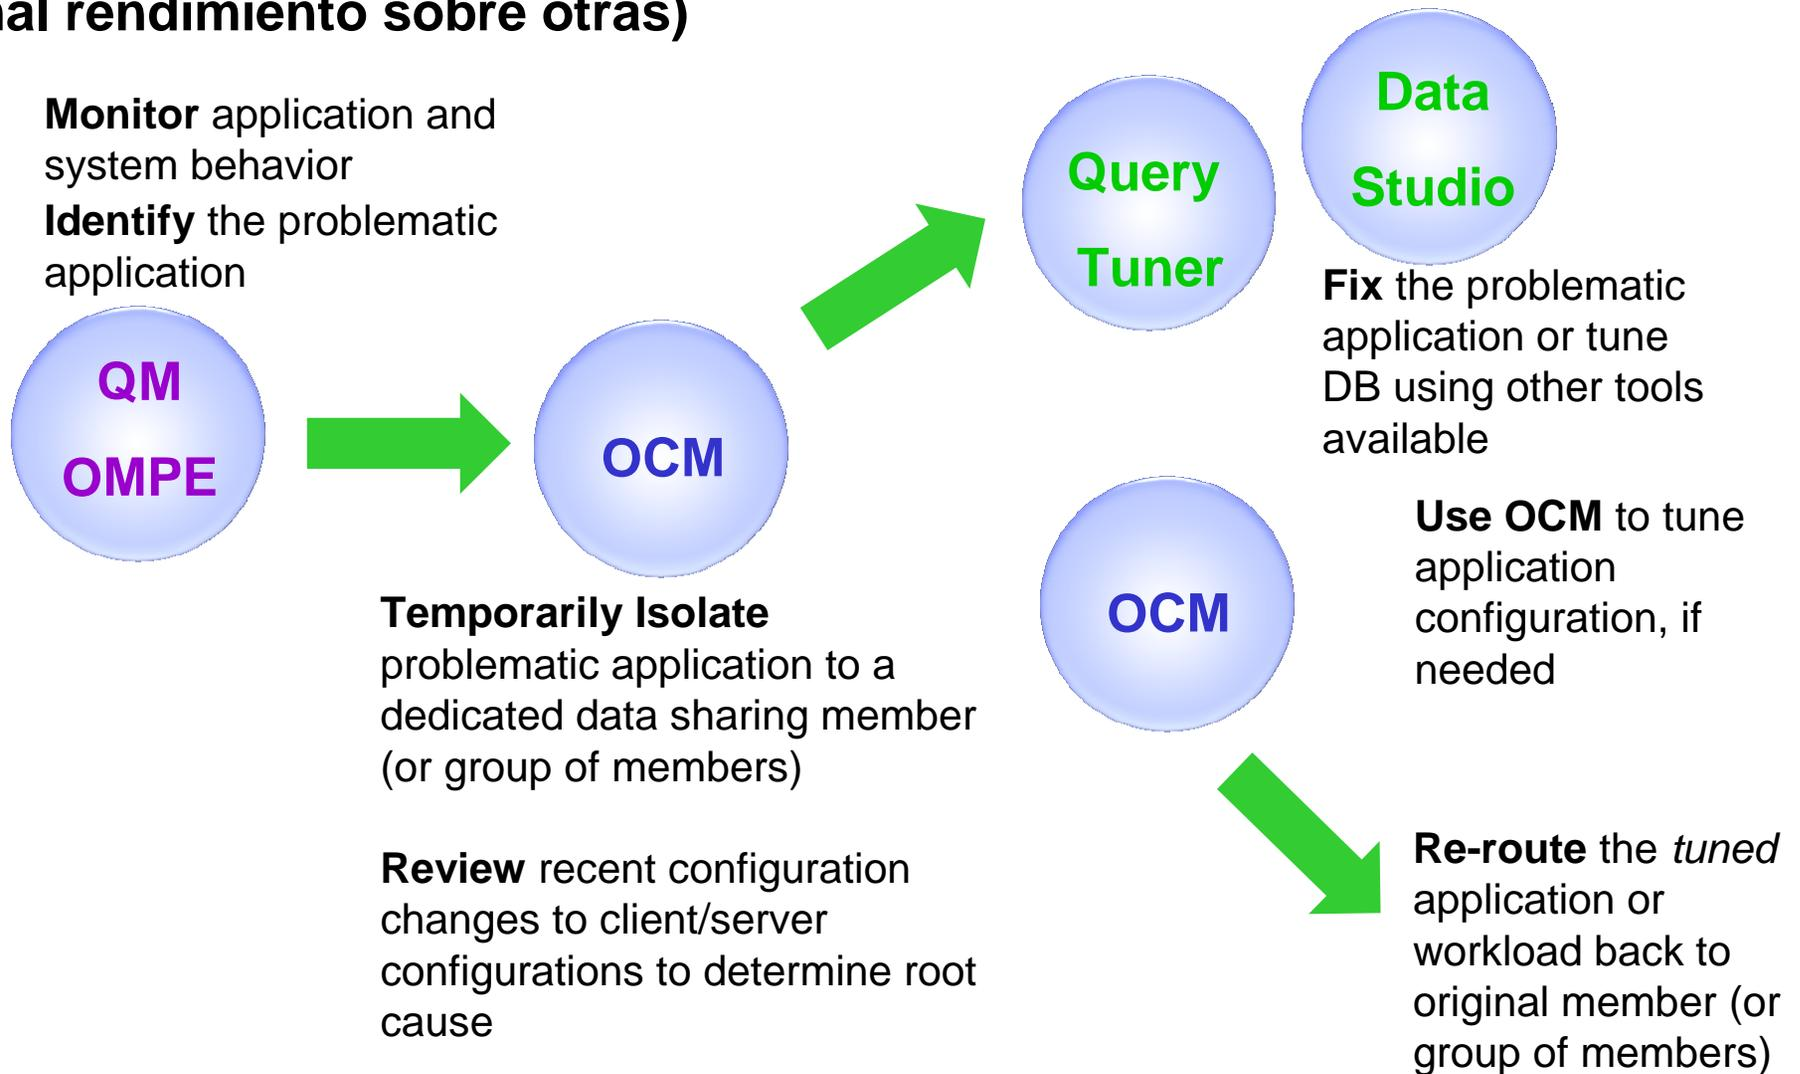 rendimiento sobre otras)
Monitor application and
system behavior
Identify the problematic
application
QM
OMPE
OCM
Temporarily Isolate
problematic application to a
dedicated data sharing member
(or group of members)
Review recent configuration
changes to client/server
configurations to determine root
cause
Query
Tuner
Data
Studio
Fix the problematic
application or tune
DB using other tools
available
OCM
Use OCM to tune
application
configuration, if
needed
Re-route the tuned
application or
workload back to
original member (or
group of members)